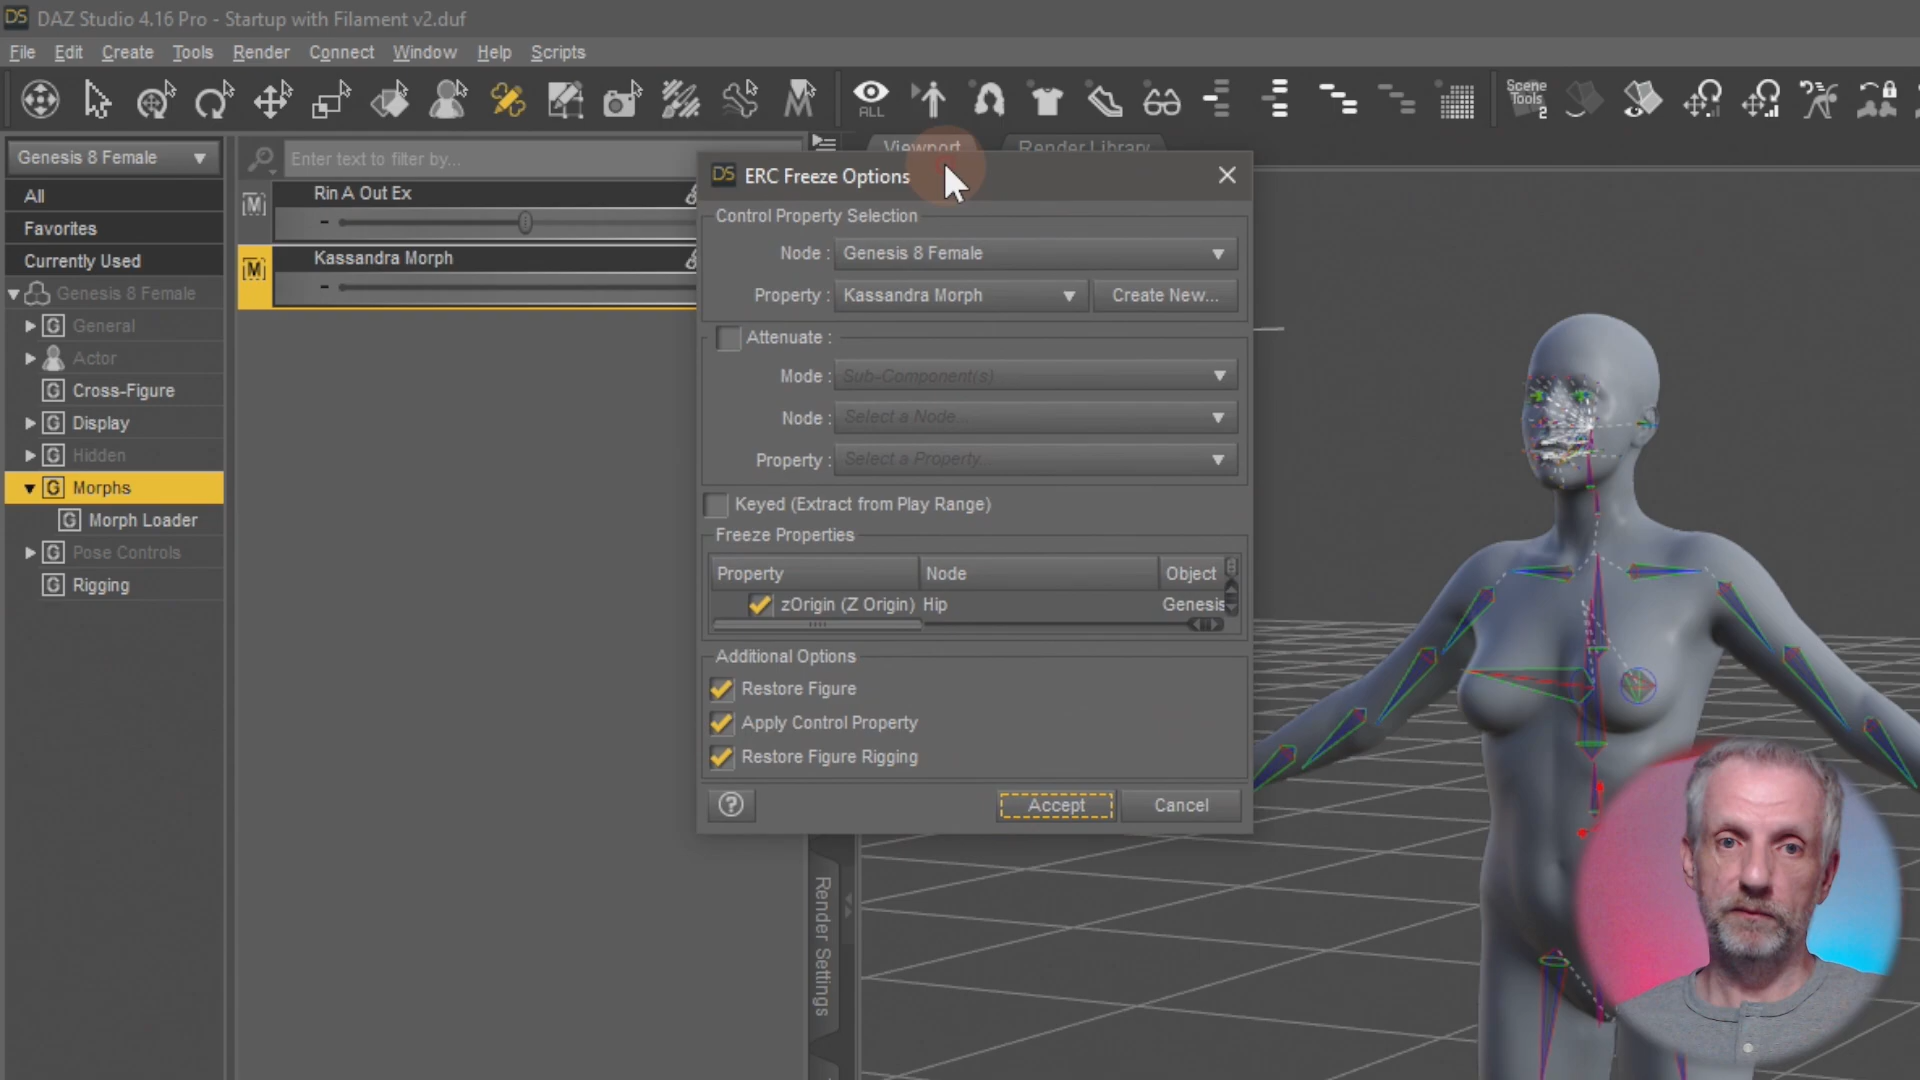 DS DAZ Studio 4.16 Pro - Startup with Filament v2.duf
File Edit Create Tools Render Connect Window Help Scripts
ALL
Scene
Tools
2
Genesis 8 Female
Enter text to filter by...
Viewport
Render Library
All
Favorites
Currently Used
Genesis 8 Female
G General
Actor
G Cross-Figure
G Display
G Hidden
G Morphs
G Morph Loader
G Pose Controls
G Rigging
M Rin A Out Ex
M Kassandra Morph
DS ERC Freeze Options
Control Property Selection
Node : Genesis 8 Female
Property : Kassandra Morph Create New...
Attenuate :
Mode : Sub-Component(s)
Node : Select a Node...
Property : Select a Property
Keyed (Extract from Play Range)
Freeze Properties
Property Node Object
zOrigin (Z Origin) Hip Genesis
Additional Options
Restore Figure
Apply Control Property
Restore Figure Rigging
? Accept Cancel
Render Settings